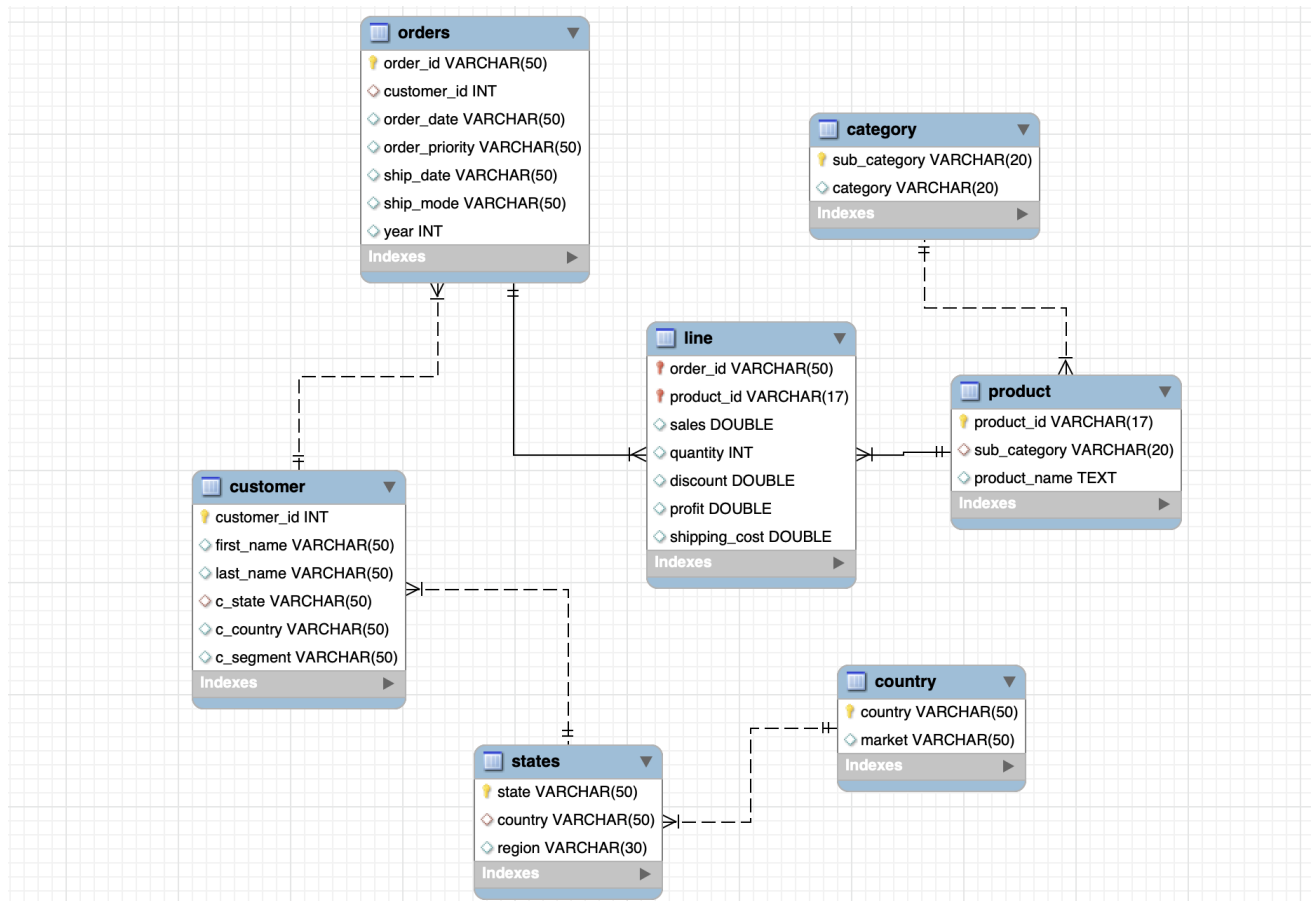 orders
order_id VARCHAR(50)
customer_id INT
order_date VARCHAR(50)
order_priority VARCHAR(50)
ship_date VARCHAR(50)
ship_mode VARCHAR(50)
year INT
Indexes
category
sub_category VARCHAR(20)
category VARCHAR(20)
Indexes
line
order_id VARCHAR(50)
product_id VARCHAR(17)
sales DOUBLE
quantity INT
discount DOUBLE
profit DOUBLE
shipping_cost DOUBLE
Indexes
product
product_id VARCHAR(17)
sub_category VARCHAR(20)
product_name TEXT
Indexes
customer
customer_id INT
first_name VARCHAR(50)
last_name VARCHAR(50)
c_state VARCHAR(50)
c_country VARCHAR(50)
c_segment VARCHAR(50)
Indexes
country
country VARCHAR(50)
market VARCHAR(50)
Indexes
states
state VARCHAR(50)
country VARCHAR(50)
region VARCHAR(30)
Indexes